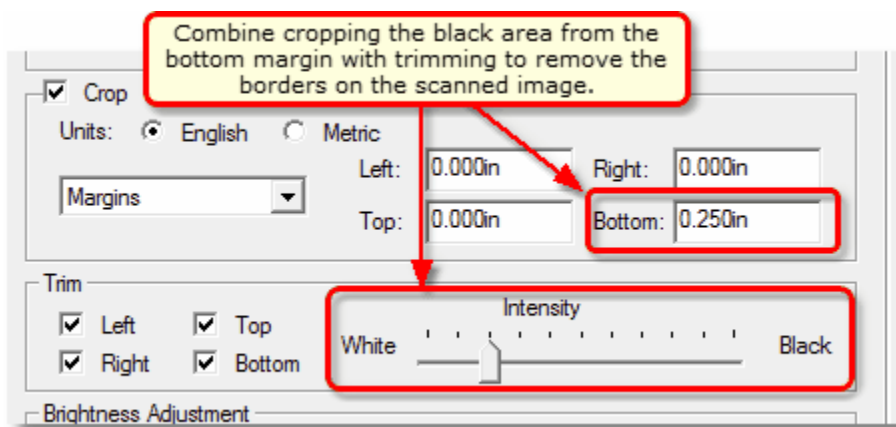 Combine cropping the black area from the
bottom margin with trimming to remove the
borders on the scanned image.
Crop
Units: English Metric
Margins
Left: 0.000in Right: 0.000in
Top: 0.000in Bottom: 0.250in
Trim
Left Top
Right Bottom
Intensity
White Black
Brightness Adjustment